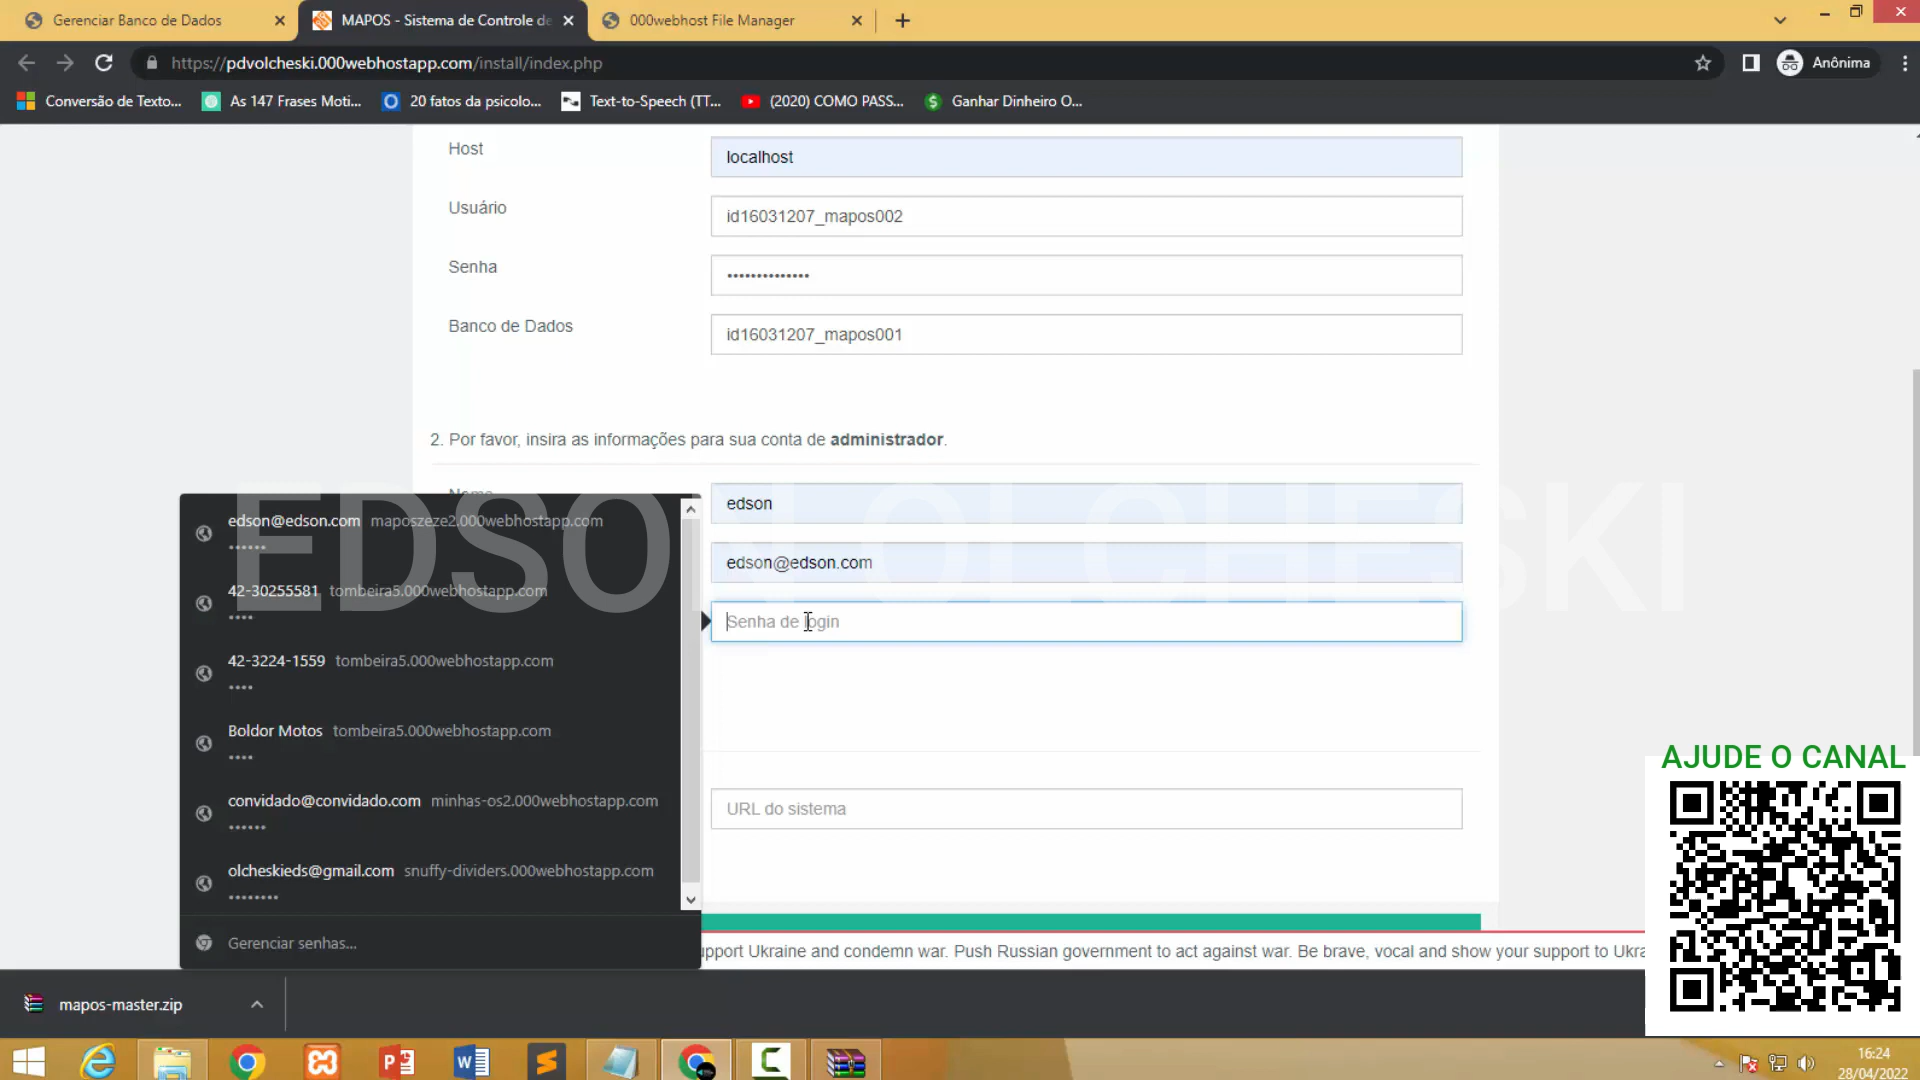 Gerenciar Banco de Dados
MAPOS - Sistema de Controle de
000webhost File Manager
https://pdvolcheski.000webhostapp.com/install/index.php
Anônima
Conversão de Texto...
As 147 Frases Moti...
20 fatos da psicolo...
Text-to-Speech (TT...
(2020) COMO PASS...
Ganhar Dinheiro O...
Host
localhost
Usuário
id16031207_mapos002
Senha
••••••••••••••
Banco de Dados
id16031207_mapos001
2. Por favor, insira as informações para sua conta de administrador.
Nome
edson
edson@edson.com
Senha de login
URL do sistema
edson@edson.com maposzeze2.000webhostapp.com
••••••
42-30255581 tombeira5.000webhostapp.com
••••
42-3224-1559 tombeira5.000webhostapp.com
••••
Boldor Motos tombeira5.000webhostapp.com
••••
convidado@convidado.com minhas-os2.000webhostapp.com
••••••
olcheskieds@gmail.com snuffy-dividers.000webhostapp.com
••••••••
Gerenciar senhas...
EDSON OLCHESKI
AJUDE O CANAL
upport Ukraine and condemn war. Push Russian government to act against war. Be brave, vocal and show your support to Ukra
mapos-master.zip
16:24
28/04/2022